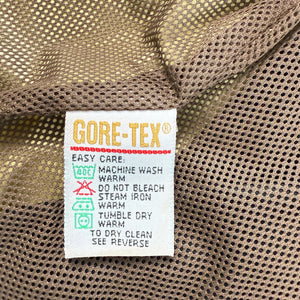 GORE-TEX®
EASY CARE:
60C MACHINE WASH
WARM
DO NOT BLEACH
STEAM IRON
WARM
TUMBLE DRY
WARM
TO DRY CLEAN
SEE REVERSE